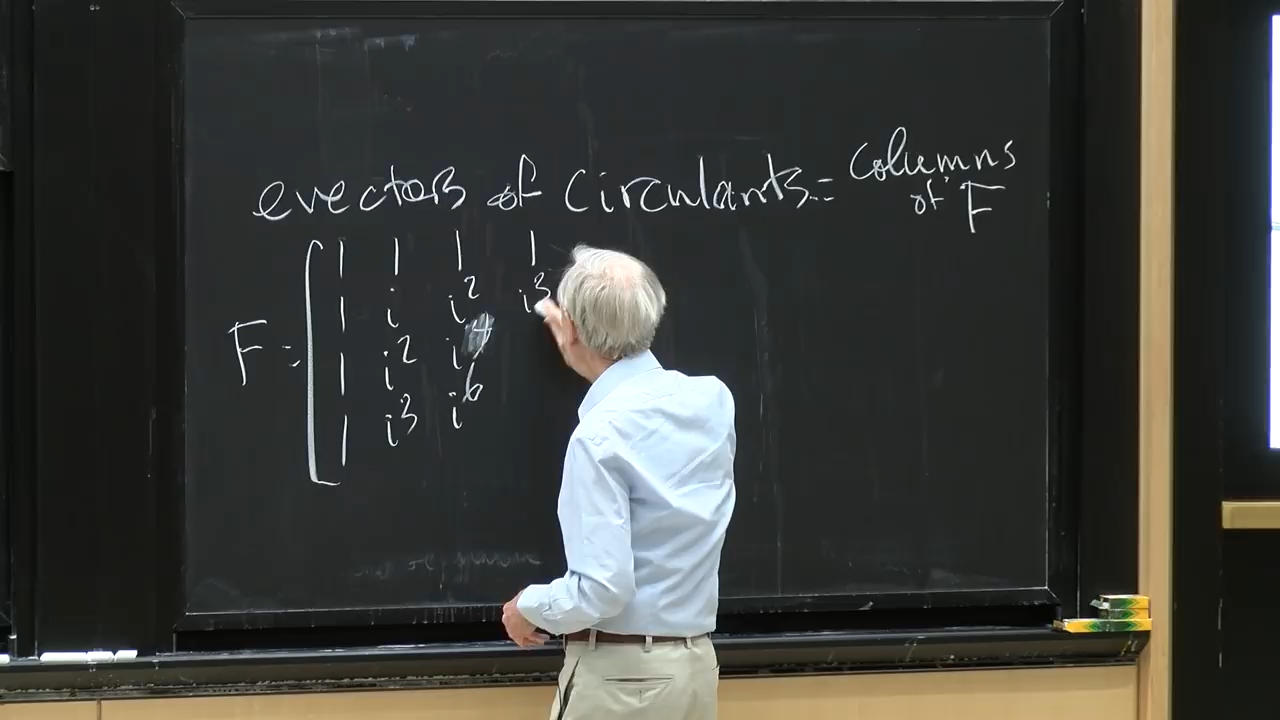 evectors of circulants = columns of F
F = [ 1 1 1 1
1 i i² i³
1 i² i⁴
1 i³ i⁶